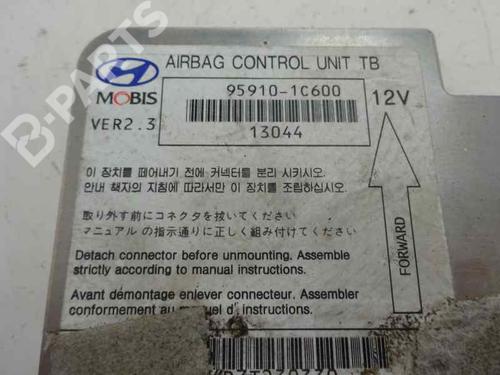 AIRBAG CONTROL UNIT TB
MOBIS
95910-1C600
12V
VER2.3
13044
이 장치를 떼어내기 전에 커넥터를 분리 시키시오.
안내 책자의 지침에 따라서만 이 장치를 조립하십시오.
取り外す前にコネクタを抜いてください
マニュアルの指示通りに正しく組み付けてください
FORWARD
Detach connector before unmounting. Assemble
strictly according to manual instructions.
Avant démontage enlever connecteur. Assembler
conformement au manuel d' instructions.
B-PARTS